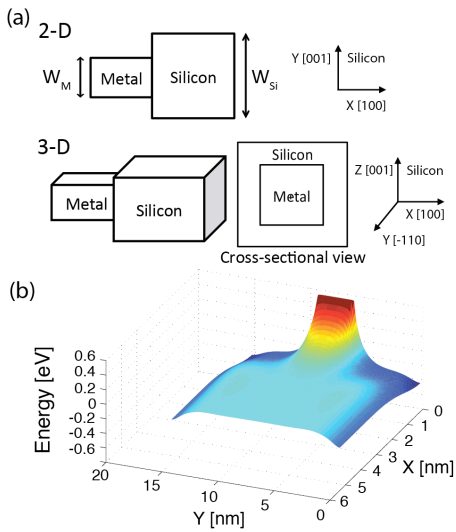 (a)
2-D
W_M
Metal
Silicon
W_Si
Y [001]
Silicon
X [100]
3-D
Metal
Silicon
Silicon
Metal
Cross-sectional view
Z [001]
Silicon
X [100]
Y [-110]
(b)
Energy [eV]
0.6
0.4
0.2
0
-0.2
-0.4
-0.6
20
15
10
5
0
Y [nm]
0
1
2
3
4
5
6
X [nm]